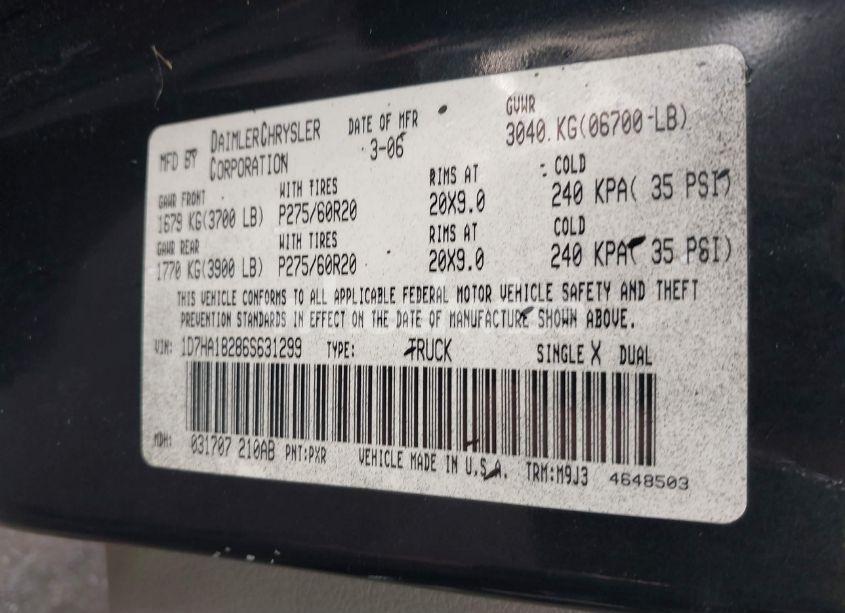 MFD BY DAIMLERCHRYSLER CORPORATION DATE OF MFR 3-06 GVWR 3040 KG(06700 LB)
GAWR FRONT WITH TIRES RIMS AT COLD
1679 KG(3700 LB) P275/60R20 20X9.0 240 KPA( 35 PSI)
GAWR REAR WITH TIRES RIMS AT COLD
1770 KG(3900 LB) P275/60R20 20X9.0 240 KPA( 35 PSI)
THIS VEHICLE CONFORMS TO ALL APPLICABLE FEDERAL MOTOR VEHICLE SAFETY AND THEFT
PREVENTION STANDARDS IN EFFECT ON THE DATE OF MANUFACTURE SHOWN ABOVE.
VIN: 1D7HA18286S631299 TYPE: TRUCK SINGLE X DUAL
MDH: 031707 210AB PNT:PXR VEHICLE MADE IN U.S.A. TRM:M9J3 4648503